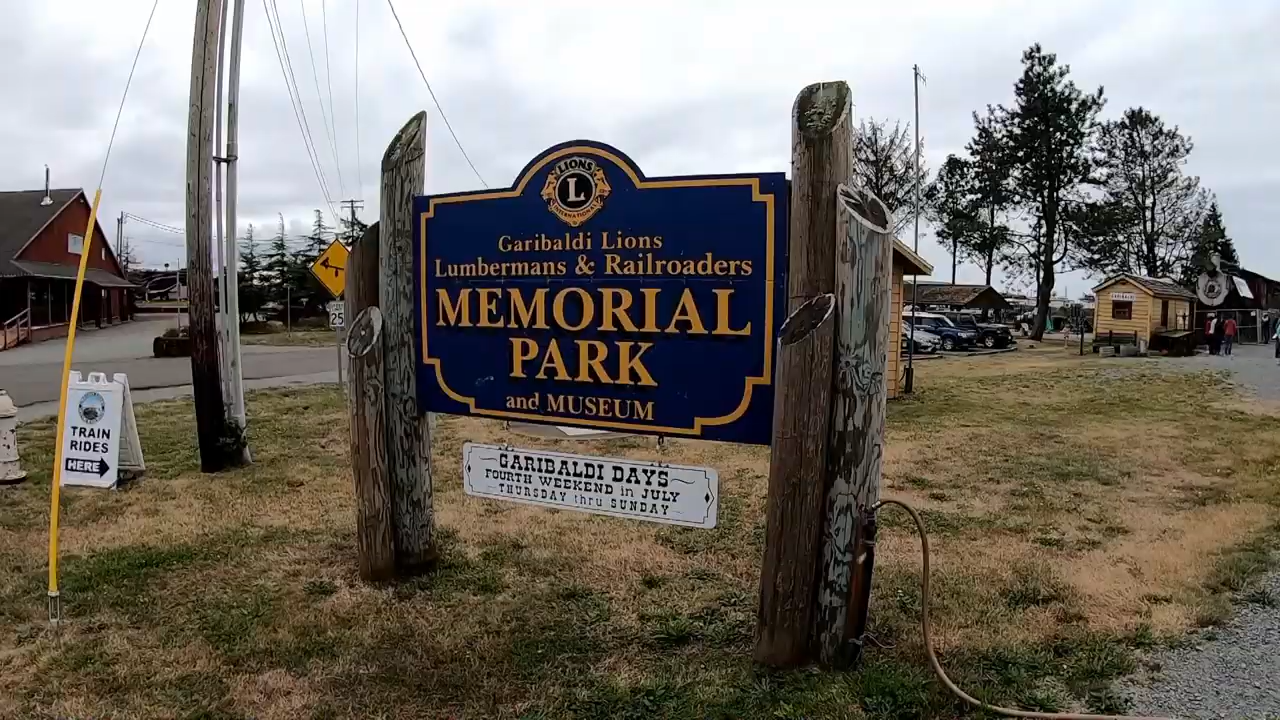 LIONS
L
INTERNATIONAL
Garibaldi Lions
Lumbermans & Railroaders
MEMORIAL
PARK
and MUSEUM
GARIBALDI DAYS
FOURTH WEEKEND in JULY
THURSDAY thru SUNDAY
TRAIN
RIDES
HERE
25
GARIBALDI